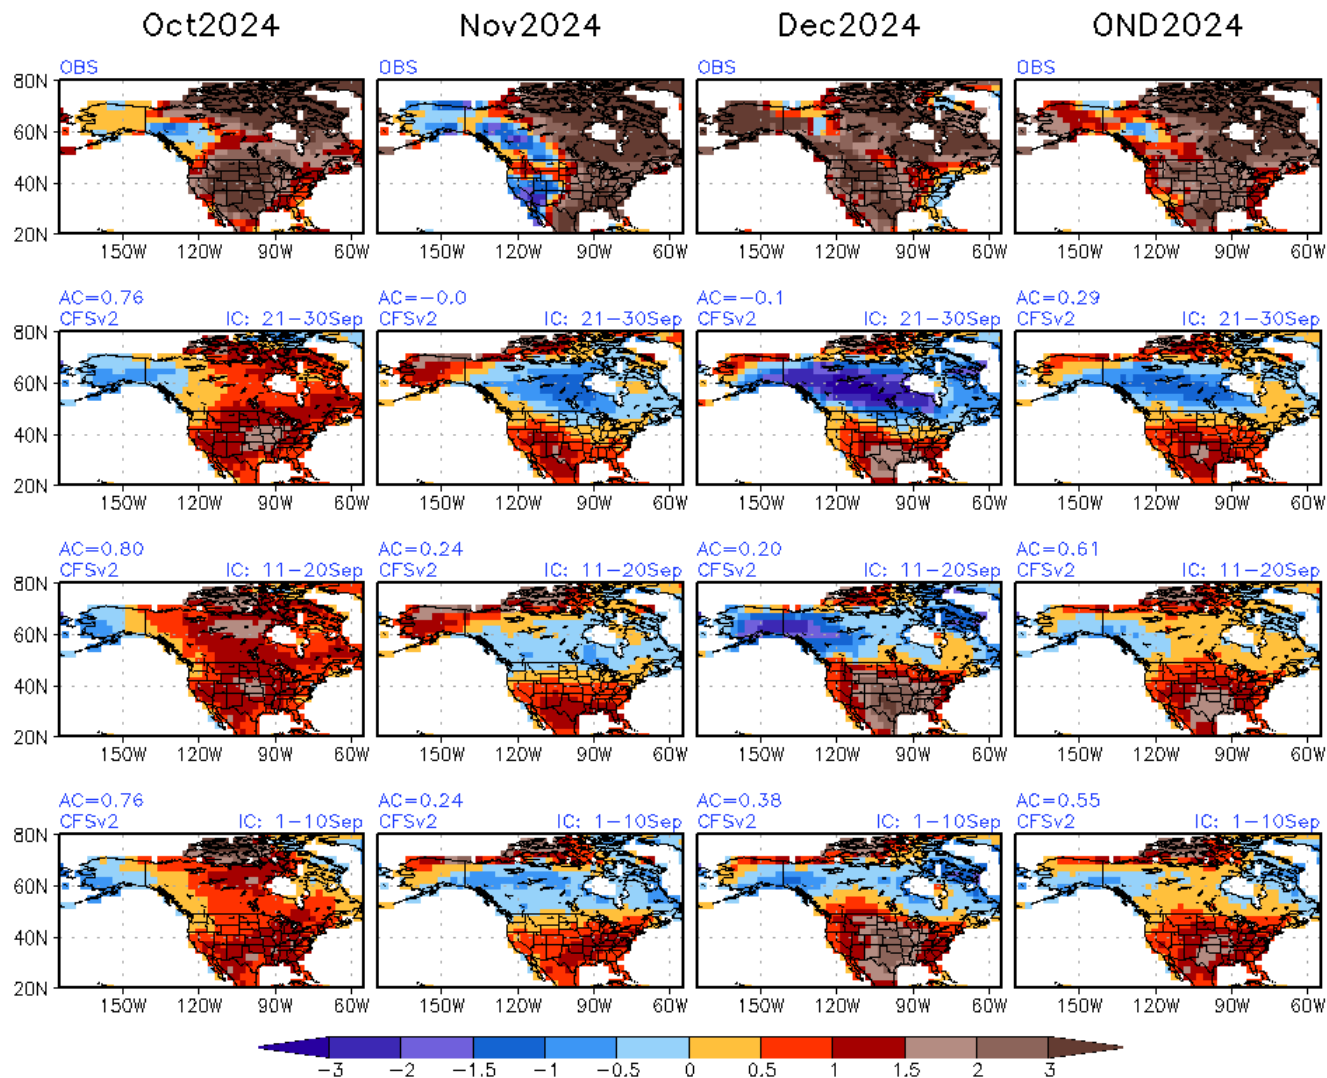 Oct2024 Nov2024 Dec2024 OND2024
OBS OBS OBS OBS
80N
60N
40N
20N
150W 120W 90W 60W 150W 120W 90W 60W 150W 120W 90W 60W 150W 120W 90W 60W
AC=0.76 AC=-0.0 AC=-0.1 AC=0.29
CFSv2 IC: 21-30Sep CFSv2 IC: 21-30Sep CFSv2 IC: 21-30Sep CFSv2 IC: 21-30Sep
80N
60N
40N
20N
150W 120W 90W 60W 150W 120W 90W 60W 150W 120W 90W 60W 150W 120W 90W 60W
AC=0.80 AC=0.24 AC=0.20 AC=0.61
CFSv2 IC: 11-20Sep CFSv2 IC: 11-20Sep CFSv2 IC: 11-20Sep CFSv2 IC: 11-20Sep
80N
60N
40N
20N
150W 120W 90W 60W 150W 120W 90W 60W 150W 120W 90W 60W 150W 120W 90W 60W
AC=0.76 AC=0.24 AC=0.38 AC=0.55
CFSv2 IC: 1-10Sep CFSv2 IC: 1-10Sep CFSv2 IC: 1-10Sep CFSv2 IC: 1-10Sep
80N
60N
40N
20N
150W 120W 90W 60W 150W 120W 90W 60W 150W 120W 90W 60W 150W 120W 90W 60W
-3 -2 -1.5 -1 -0.5 0 0.5 1 1.5 2 3